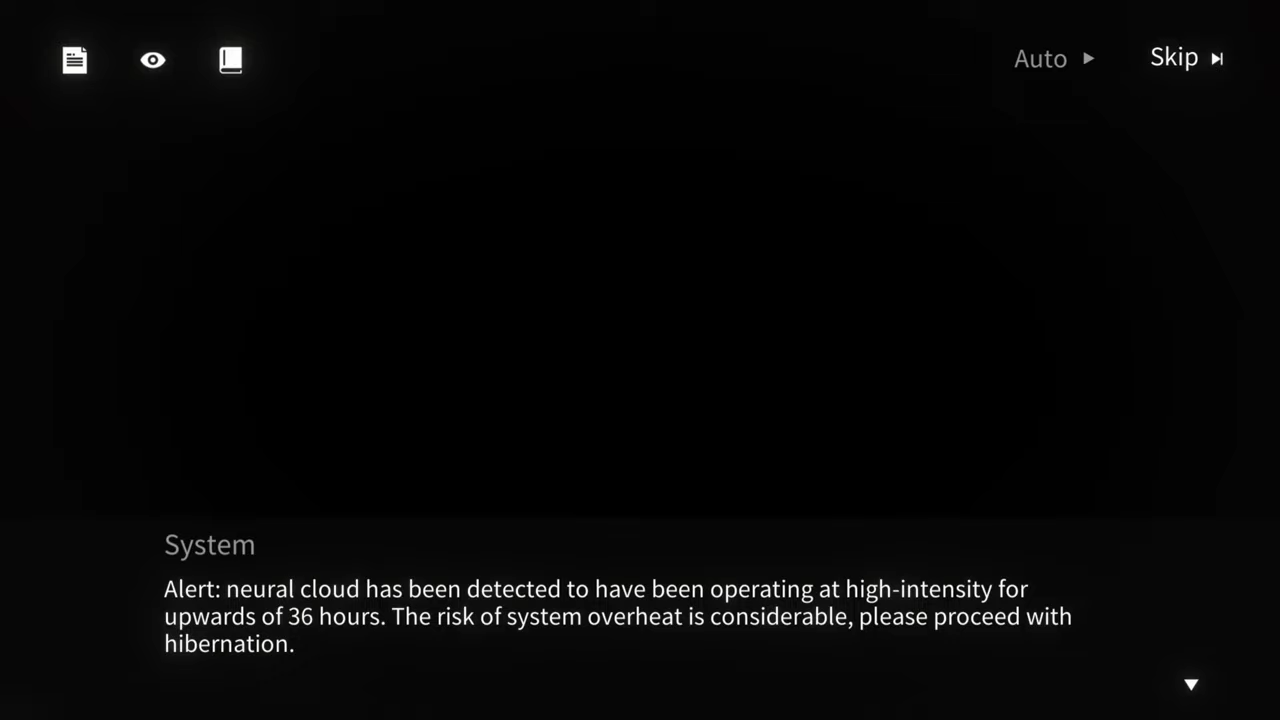 Auto
Skip
System
Alert: neural cloud has been detected to have been operating at high-intensity for
upwards of 36 hours. The risk of system overheat is considerable, please proceed with
hibernation.